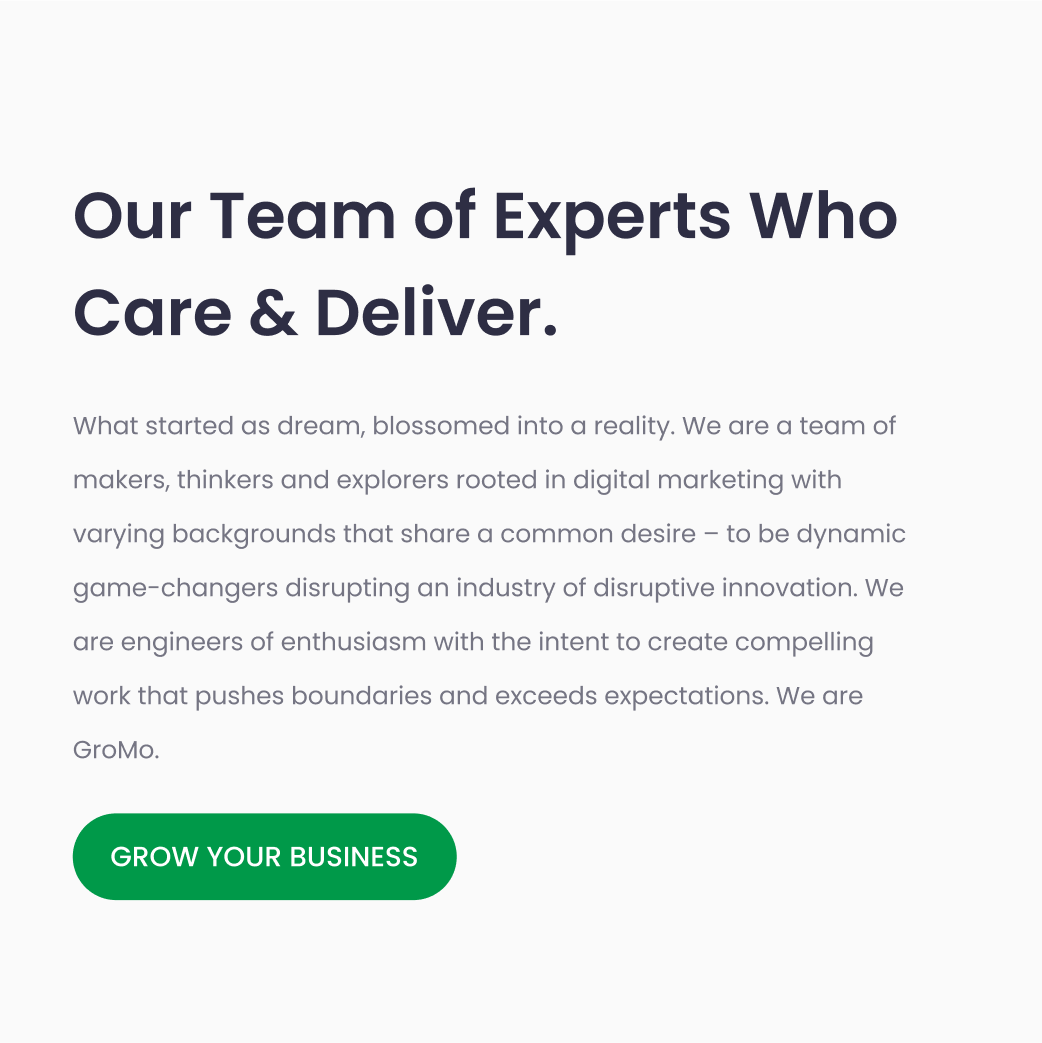 Our Team of Experts Who
Care & Deliver.
What started as dream, blossomed into a reality. We are a team of
makers, thinkers and explorers rooted in digital marketing with
varying backgrounds that share a common desire – to be dynamic
game-changers disrupting an industry of disruptive innovation. We
are engineers of enthusiasm with the intent to create compelling
work that pushes boundaries and exceeds expectations. We are
GroMo.
GROW YOUR BUSINESS